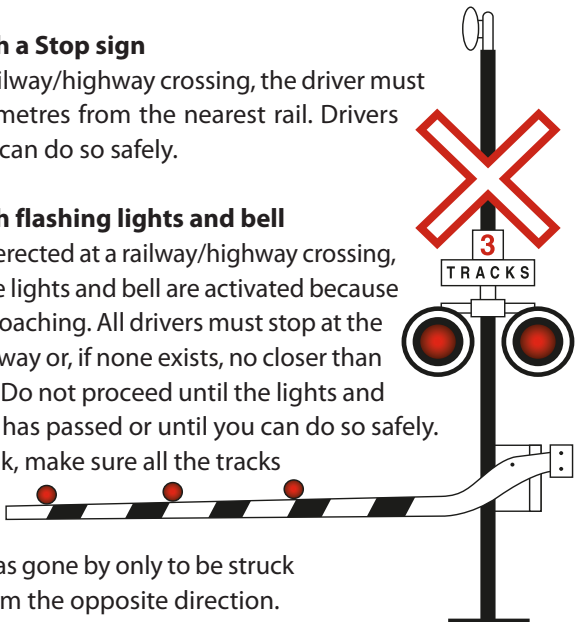 h a Stop sign
ilway/highway crossing, the driver must
metres from the nearest rail. Drivers
can do so safely.
h flashing lights and bell
erected at a railway/highway crossing,
e lights and bell are activated because
oaching. All drivers must stop at the
way or, if none exists, no closer than
Do not proceed until the lights and
has passed or until you can do so safely.
k, make sure all the tracks
as gone by only to be struck
m the opposite direction.
3
TRACKS